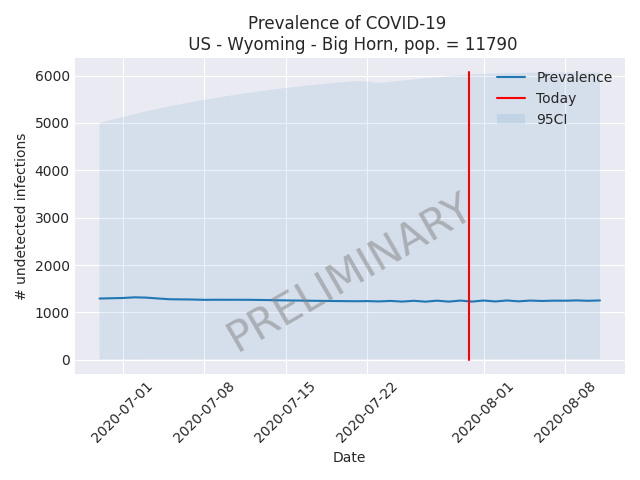 Prevalence of COVID-19
US - Wyoming - Big Horn, pop. = 11790
# undetected infections
6000
5000
4000
3000
2000
1000
0
Prevalence
Today
95CI
PRELIMINARY
2020-07-01
2020-07-08
2020-07-15
2020-07-22
2020-08-01
2020-08-08
Date